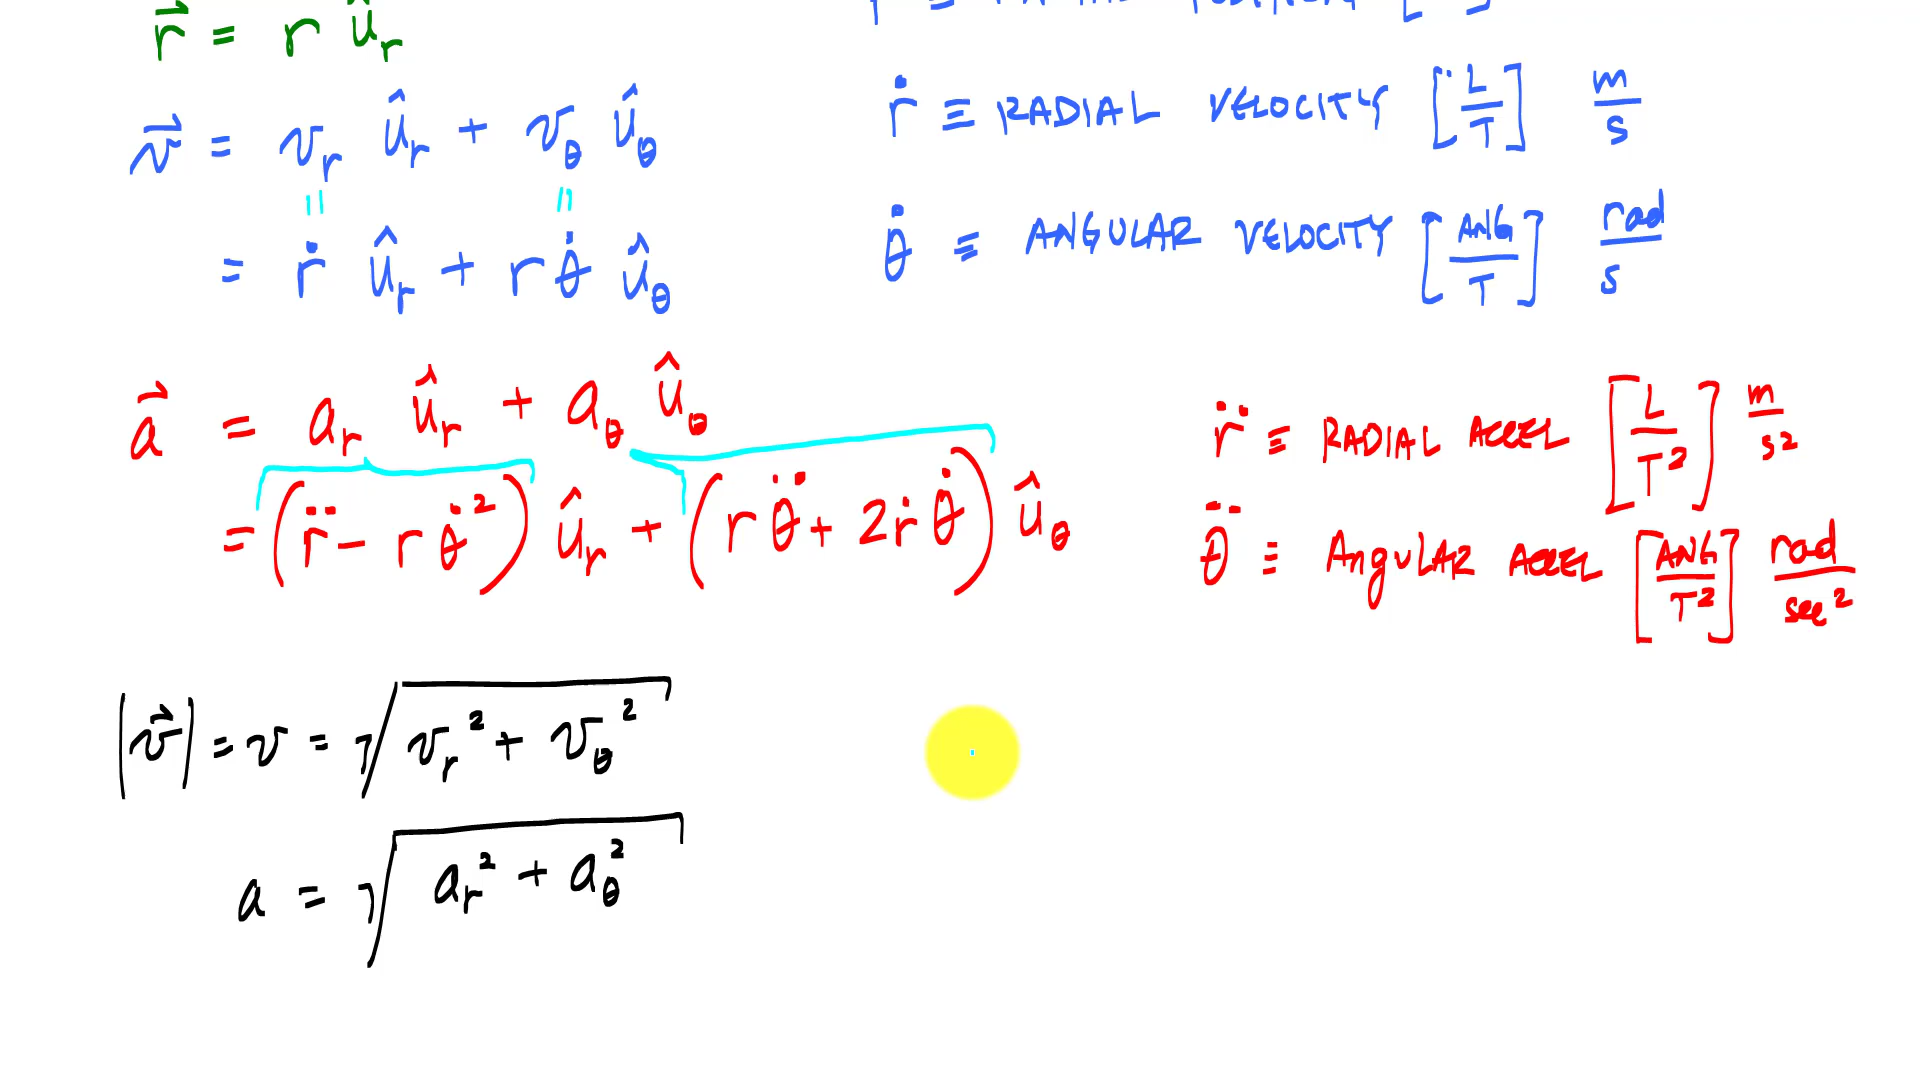 r⃗ = r û_r
v⃗ = v_r û_r + v_θ û_θ
= ṙ û_r + r θ̇ û_θ
ṙ ≡ RADIAL VELOCITY [L/T] m/s
θ̇ ≡ ANGULAR VELOCITY [ANG/T] rad/s
a⃗ = a_r û_r + a_θ û_θ
= (r̈ - r θ̇²) û_r + (r θ̈ + 2 ṙ θ̇) û_θ
r̈ ≡ RADIAL ACCEL [L/T²] m/s²
θ̈ ≡ AngULAR ACCEL [ANG/T²] rad/sec²
|v⃗| = v = √(v_r² + v_θ²)
a = √(a_r² + a_θ²)